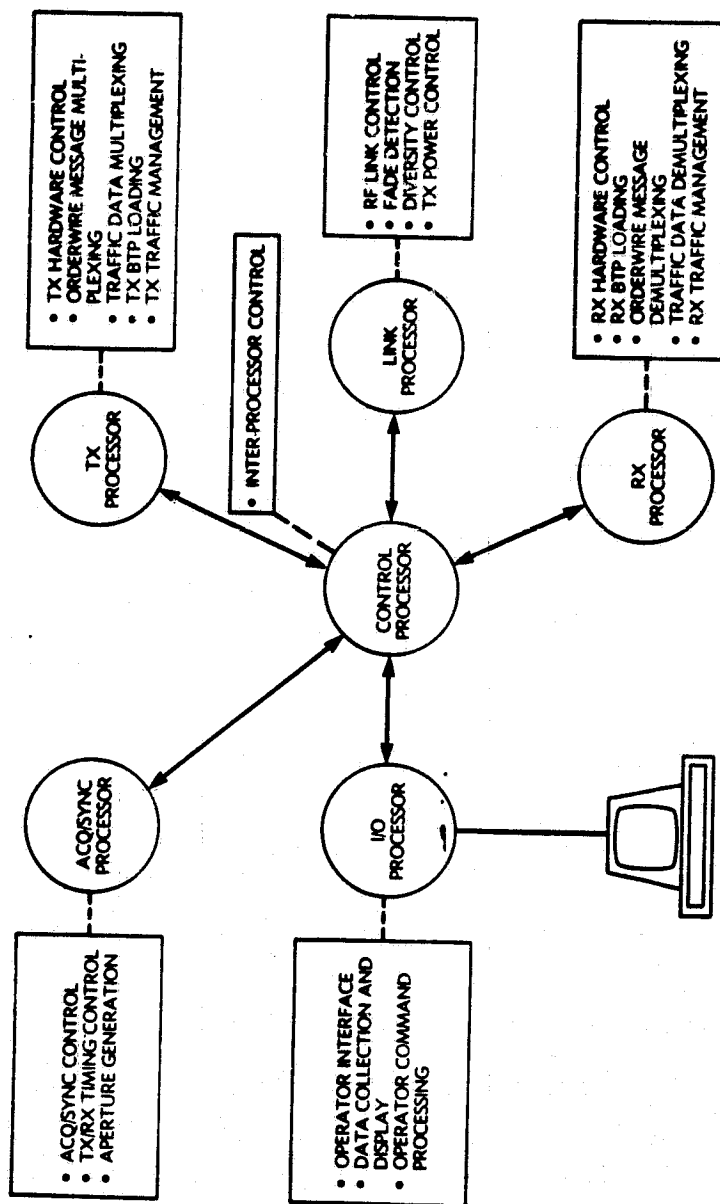 • ACQ/SYNC CONTROL
• TX/RX TIMING CONTROL
• APERTURE GENERATION
ACQ/SYNC
PROCESSOR
TX
PROCESSOR
• TX HARDWARE CONTROL
• ORDERWIRE MESSAGE MULTI-
PLEXING
• TRAFFIC DATA MULTIPLEXING
• TX BTP LOADING
• TX TRAFFIC MANAGEMENT
• INTER-PROCESSOR CONTROL
• OPERATOR INTERFACE
• DATA COLLECTION AND
DISPLAY
• OPERATOR COMMAND
PROCESSING
I/O
PROCESSOR
CONTROL
PROCESSOR
LINK
PROCESSOR
• RF LINK CONTROL
• FADE DETECTION
• DIVERSITY CONTROL
• TX POWER CONTROL
RX
PROCESSOR
• RX HARDWARE CONTROL
• RX BTP LOADING
• ORDERWIRE MESSAGE
DEMULTIPLEXING
• TRAFFIC DATA DEMULTIPLEXING
• RX TRAFFIC MANAGEMENT